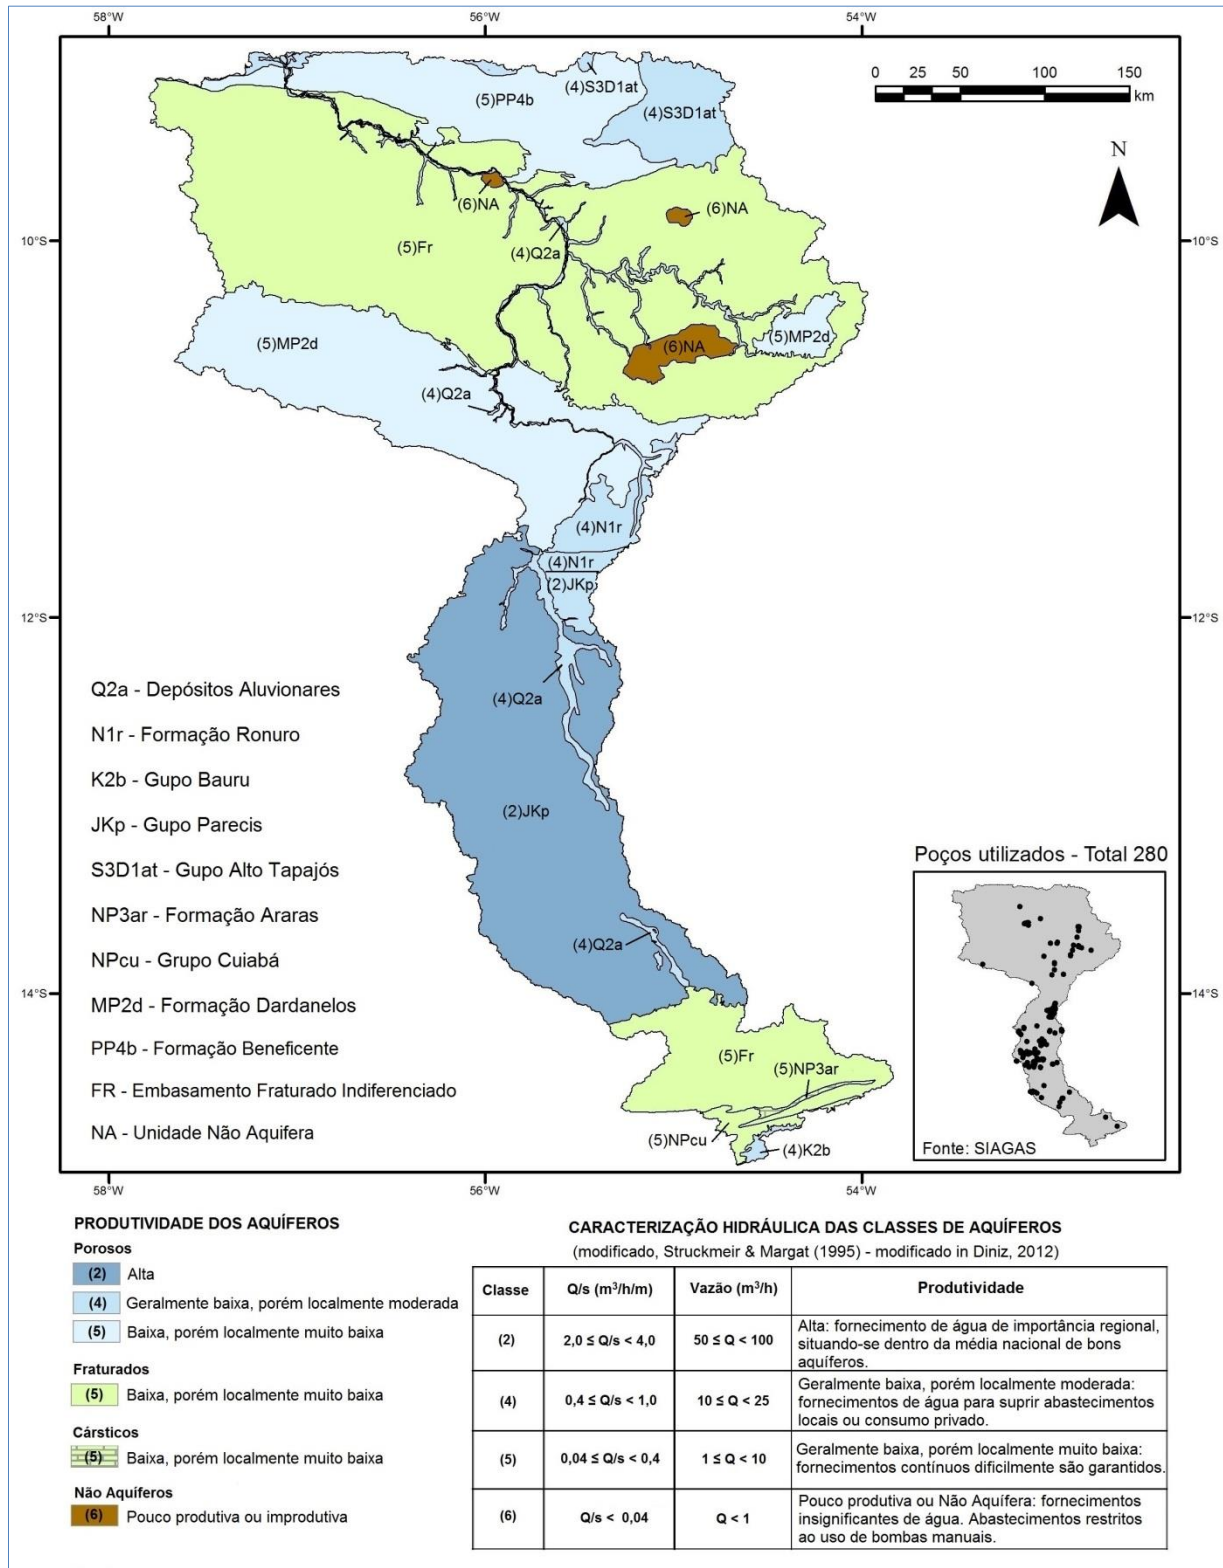 58°W
56°W
54°W
0 25 50 100 150
km
N
(4)S3D1at
(5)PP4b
(4)S3D1at
(6)NA
(6)NA
10°S
(5)Fr
(4)Q2a
10°S
(5)MP2d
(6)NA
(5)MP2d
(4)Q2a
(4)N1r
(4)N1r
(2)JKp
12°S
12°S
(4)Q2a
(2)JKp
(4)Q2a
14°S
14°S
(5)Fr
(5)NP3ar
(5)NPcu
(4)K2b
Q2a - Depósitos Aluvionares
N1r - Formação Ronuro
K2b - Gupo Bauru
JKp - Gupo Parecis
S3D1at - Gupo Alto Tapajós
NP3ar - Formação Araras
NPcu - Grupo Cuiabá
MP2d - Formação Dardanelos
PP4b - Formação Beneficente
FR - Embasamento Fraturado Indiferenciado
NA - Unidade Não Aquifera
Poços utilizados - Total 280
Fonte: SIAGAS
58°W
56°W
54°W
PRODUTIVIDADE DOS AQUÍFEROS
Porosos
(2) Alta
(4) Geralmente baixa, porém localmente moderada
(5) Baixa, porém localmente muito baixa
Fraturados
(5) Baixa, porém localmente muito baixa
Cársticos
(5) Baixa, porém localmente muito baixa
Não Aquíferos
(6) Pouco produtiva ou improdutiva
CARACTERIZAÇÃO HIDRÁULICA DAS CLASSES DE AQUÍFEROS
(modificado, Struckmeir & Margat (1995) - modificado in Diniz, 2012)
Classe Q/s (m³/h/m) Vazão (m³/h) Produtividade
(2) 2,0 ≤ Q/s < 4,0 50 ≤ Q < 100 Alta: fornecimento de água de importância regional,
situando-se dentro da média nacional de bons
aquíferos.
(4) 0,4 ≤ Q/s < 1,0 10 ≤ Q < 25 Geralmente baixa, porém localmente moderada:
fornecimentos de água para suprir abastecimentos
locais ou consumo privado.
(5) 0,04 ≤ Q/s < 0,4 1 ≤ Q < 10 Geralmente baixa, porém localmente muito baixa:
fornecimentos contínuos dificilmente são garantidos.
(6) Q/s < 0,04 Q < 1 Pouco produtiva ou Não Aquífera: fornecimentos
insignificantes de água. Abastecimentos restritos
ao uso de bombas manuais.